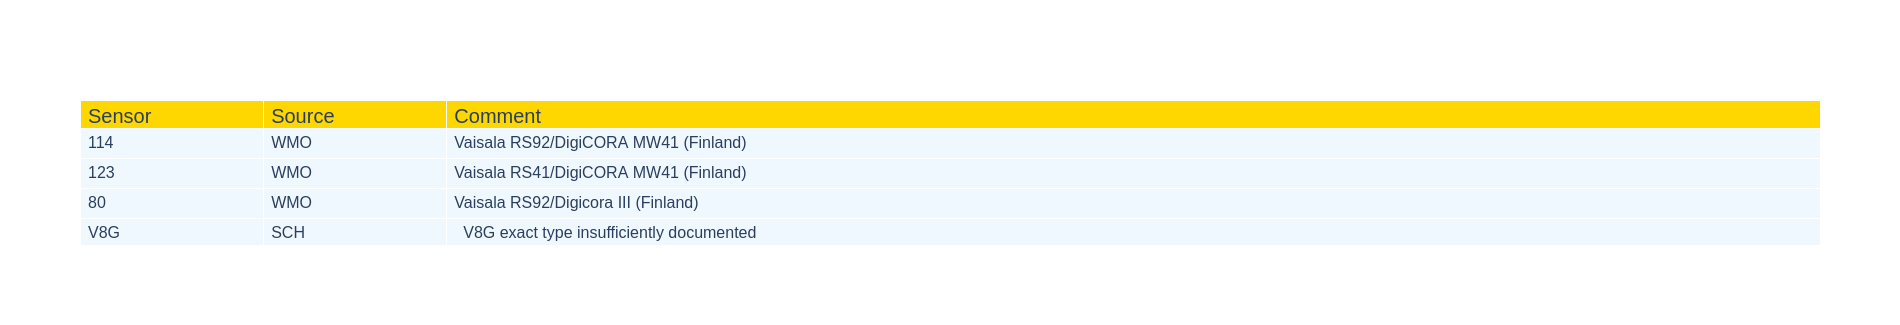 Sensor Source Comment
114 WMO Vaisala RS92/DigiCORA MW41 (Finland)
123 WMO Vaisala RS41/DigiCORA MW41 (Finland)
80 WMO Vaisala RS92/Digicora III (Finland)
V8G SCH V8G exact type insufficiently documented